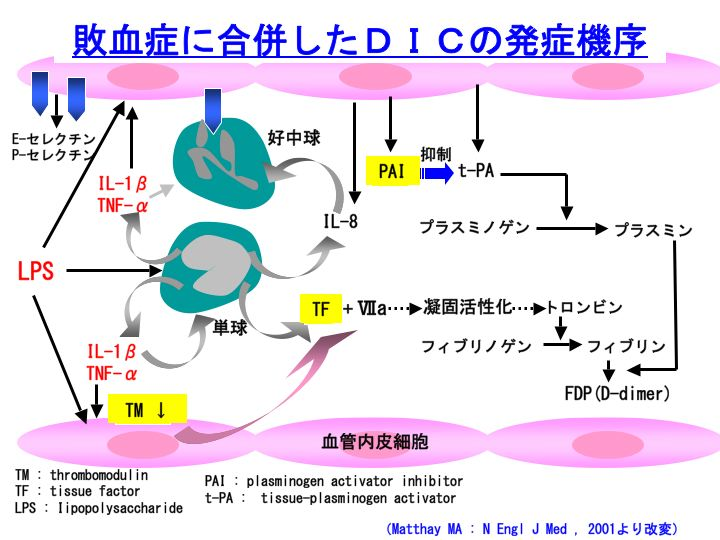 敗血症に合併したＤＩＣの発症機序
E-セレクチン
P-セレクチン
好中球
抑制
PAI
t-PA
IL-1β
TNF-α
IL-8
プラスミノゲン
プラスミン
LPS
単球
TF
+ Ⅶa
凝固活性化
トロンビン
IL-1β
TNF-α
フィブリノゲン
フィブリン
FDP(D-dimer)
TM ↓
血管内皮細胞
TM : thrombomodulin
TF : tissue factor
LPS : Iipopolysaccharide
PAI : plasminogen activator inhibitor
t-PA : tissue-plasminogen activator
(Matthay MA : N Engl J Med , 2001より改変)